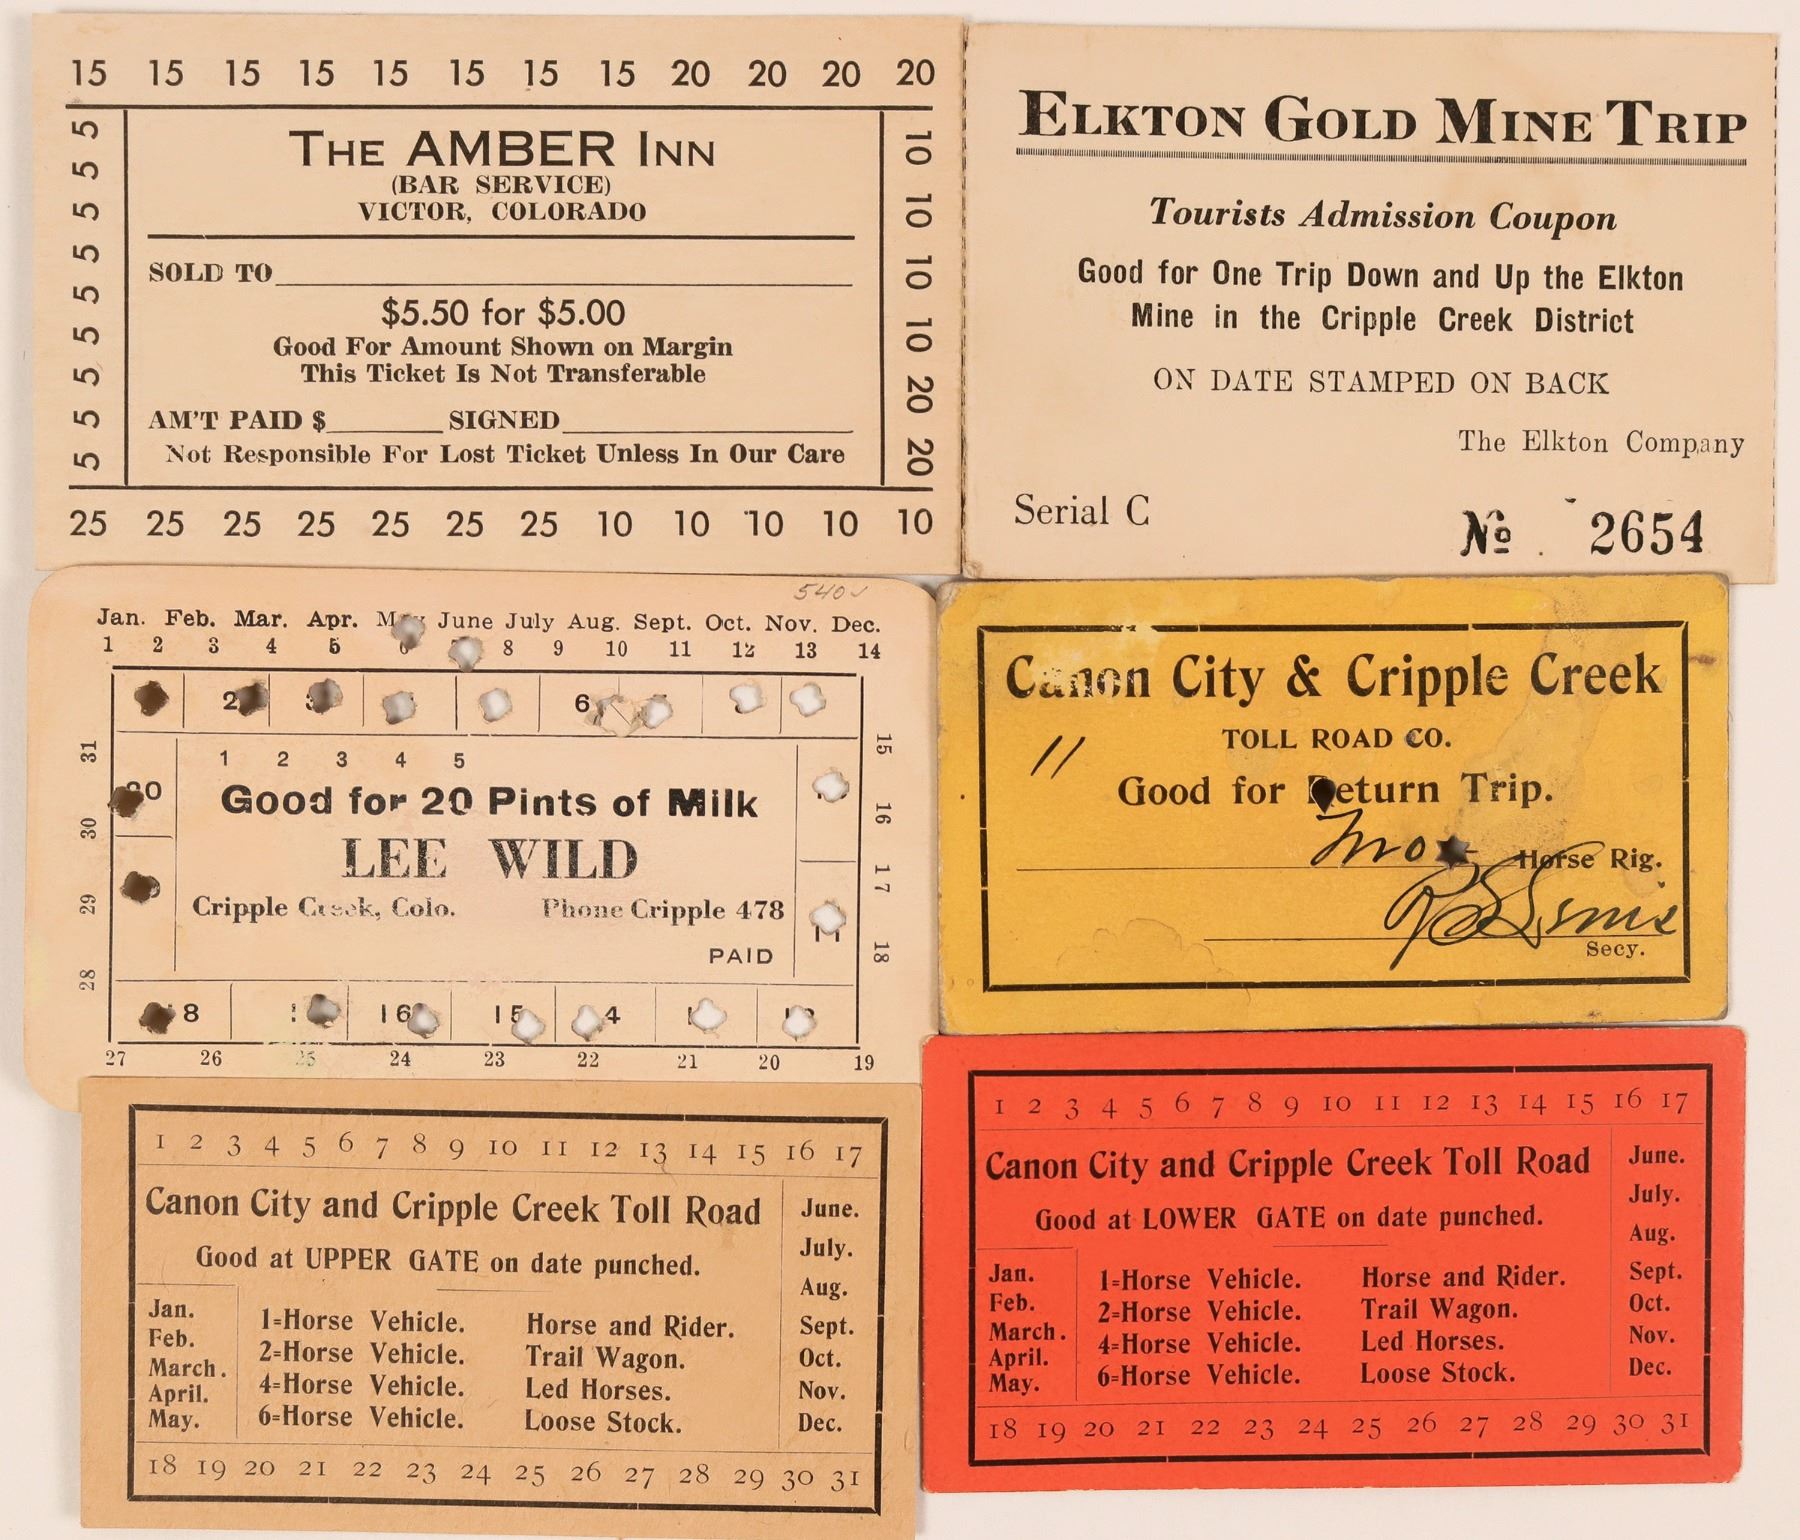 15 15 15 15 15 15 15 15 20 20 20 20
5 5 5 5 5 5 5 5 5
THE AMBER INN
(BAR SERVICE)
VICTOR, COLORADO
SOLD TO
$5.50 for $5.00
Good For Amount Shown on Margin
This Ticket Is Not Transferable
AM'T PAID $ SIGNED
Not Responsible For Lost Ticket Unless In Our Care
10 10 10 10 20 20
25 25 25 25 25 25 25 10 10 10 10 10
ELKTON GOLD MINE TRIP
Tourists Admission Coupon
Good for One Trip Down and Up the Elkton
Mine in the Cripple Creek District
ON DATE STAMPED ON BACK
The Elkton Company
Serial C
No. 2654
540
Jan. Feb. Mar. Apr. May June July Aug. Sept. Oct. Nov. Dec.
1 2 3 4 5 6 7 8 9 10 11 12 13 14
2 6
15 16 17 18
31 30 29 28
20
1 2 3 4 5
Good for 20 Pints of Milk
LEE WILD
Cripple Creek, Colo. Phone Cripple 478
PAID
11
18 16 15 14
27 26 25 24 23 22 21 20 19
Canon City & Cripple Creek
TOLL ROAD CO.
11
Good for Return Trip.
Horse Rig.
Secy.
1 2 3 4 5 6 7 8 9 10 11 12 13 14 15 16 17
Canon City and Cripple Creek Toll Road
Good at UPPER GATE on date punched.
Jan.
Feb.
March.
April.
May.
1=Horse Vehicle. Horse and Rider.
2=Horse Vehicle. Trail Wagon.
4=Horse Vehicle. Led Horses.
6=Horse Vehicle. Loose Stock.
June.
July.
Aug.
Sept.
Oct.
Nov.
Dec.
18 19 20 21 22 23 24 25 26 27 28 29 30 31
1 2 3 4 5 6 7 8 9 10 11 12 13 14 15 16 17
Canon City and Cripple Creek Toll Road
Good at LOWER GATE on date punched.
Jan.
Feb.
March.
April.
May.
1=Horse Vehicle. Horse and Rider.
2=Horse Vehicle. Trail Wagon.
4=Horse Vehicle. Led Horses.
6=Horse Vehicle. Loose Stock.
June.
July.
Aug.
Sept.
Oct.
Nov.
Dec.
18 19 20 21 22 23 24 25 26 27 28 29 30 31